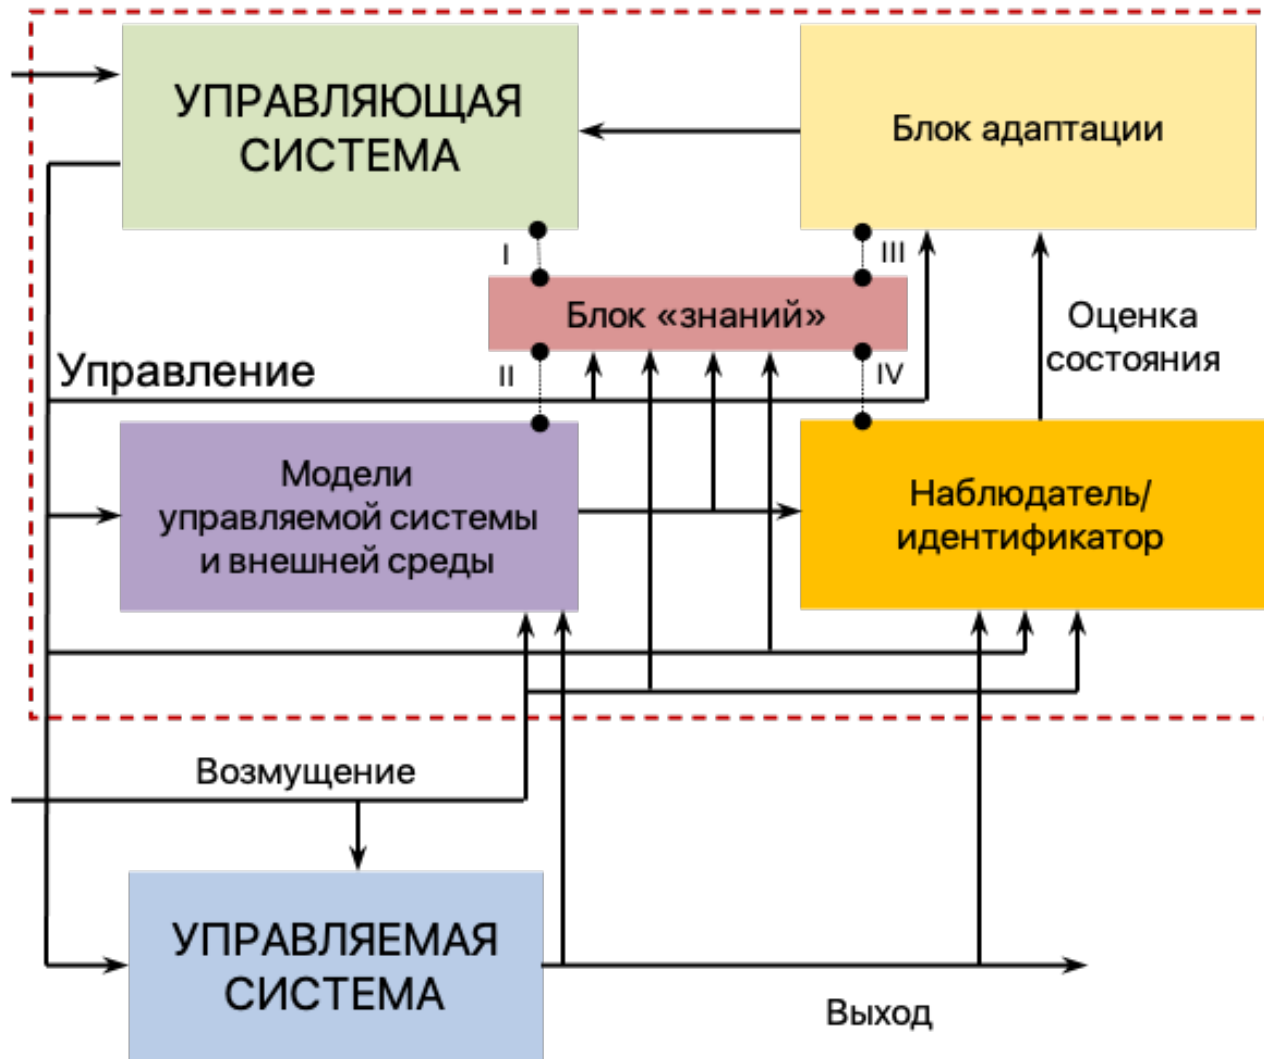 УПРАВЛЯЮЩАЯ
СИСТЕМА
Блок адаптации
I
III
Блок «знаний»
Оценка
состояния
Управление
II
IV
Модели
управляемой системы
и внешней среды
Наблюдатель/
идентификатор
Возмущение
УПРАВЛЯЕМАЯ
СИСТЕМА
Выход